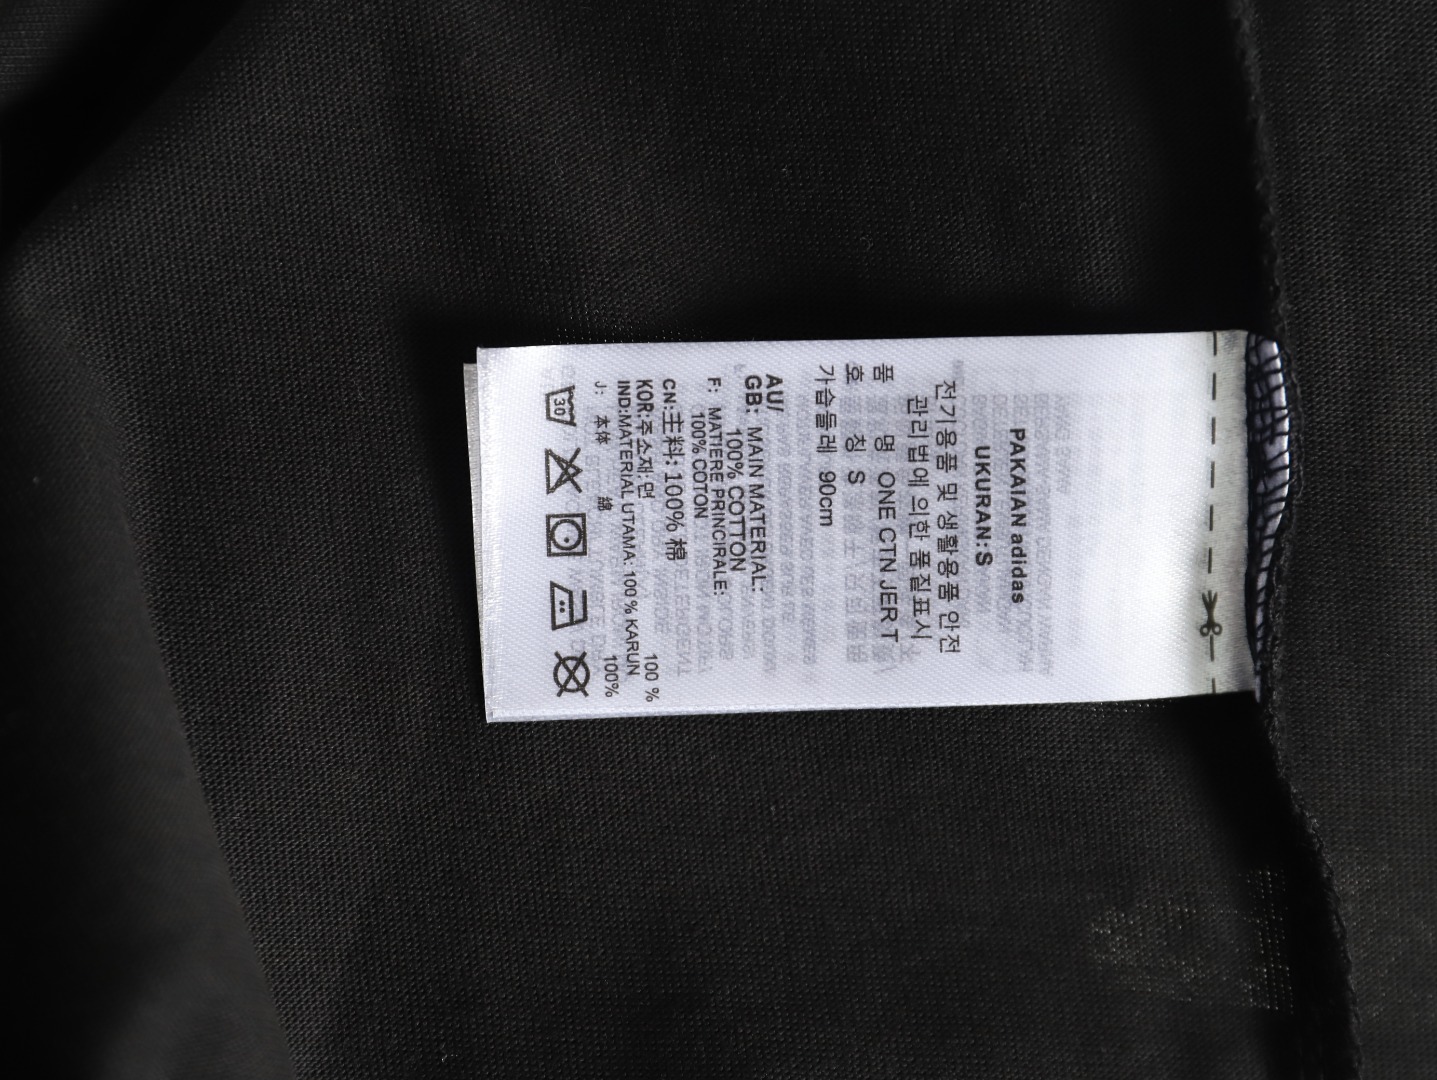 PAKAIAN adidas
UKURAN: S
전기용품 및 생활용품 안전
관리법에 의한 품질표시
품 명 ONE CTN JER T
호 칭 S
가슴둘레 90cm
AU/
GB: MAIN MATERIAL:
100% COTTON
F: MATIERE PRINCIRALE:
100% COTON
CN:主料: 100% 棉
KOR:주소재: 면 100 %
IND:MATERIAL UTAMA: 100 % KARUN
J: 本体 綿 100%
30